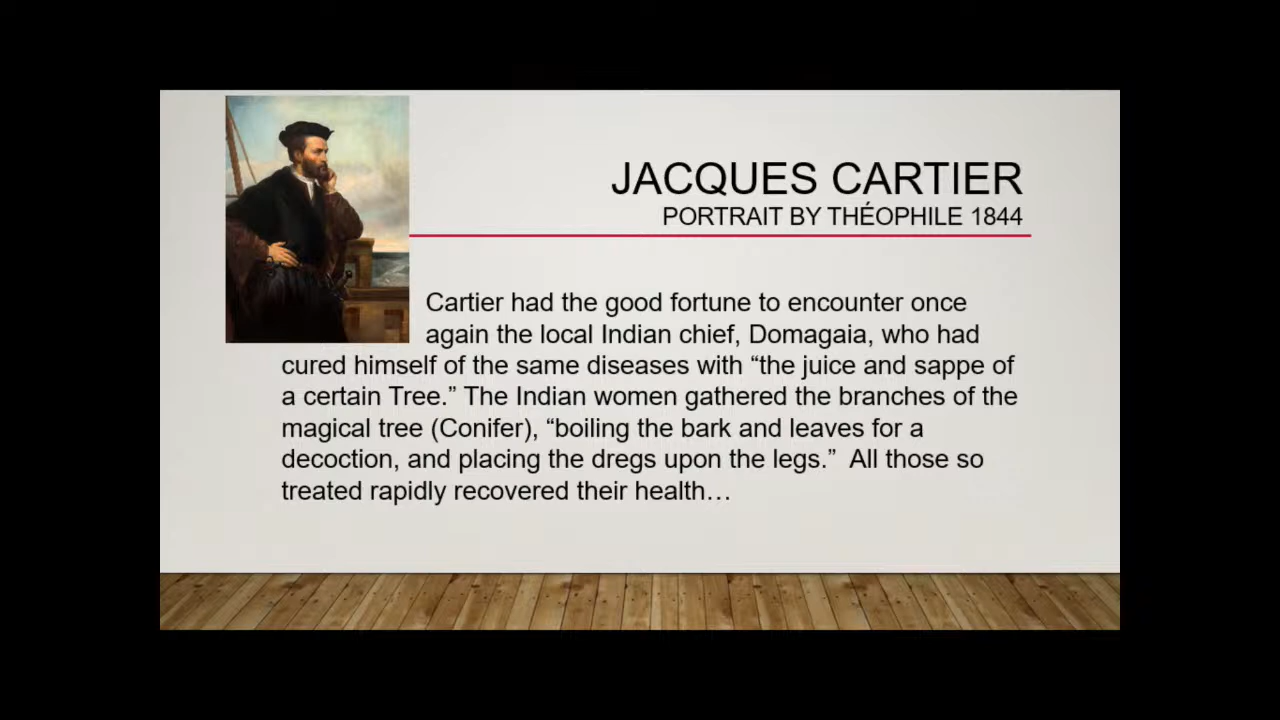 JACQUES CARTIER
PORTRAIT BY THÉOPHILE 1844
Cartier had the good fortune to encounter once
again the local Indian chief, Domagaia, who had
cured himself of the same diseases with “the juice and sappe of
a certain Tree.” The Indian women gathered the branches of the
magical tree (Conifer), “boiling the bark and leaves for a
decoction, and placing the dregs upon the legs.”  All those so
treated rapidly recovered their health…